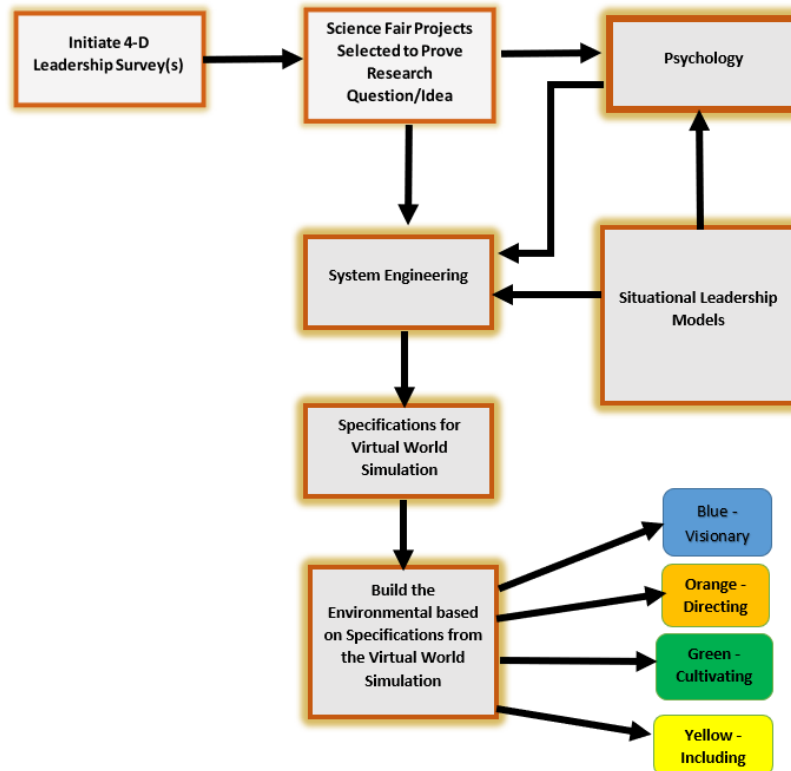 Initiate 4-D
Leadership Survey(s)
Science Fair Projects
Selected to Prove
Research
Question/Idea
Psychology
System Engineering
Situational Leadership
Models
Specifications for
Virtual World
Simulation
Build the
Environmental based
on Specifications from
the Virtual World
Simulation
Blue -
Visionary
Orange -
Directing
Green -
Cultivating
Yellow -
Including